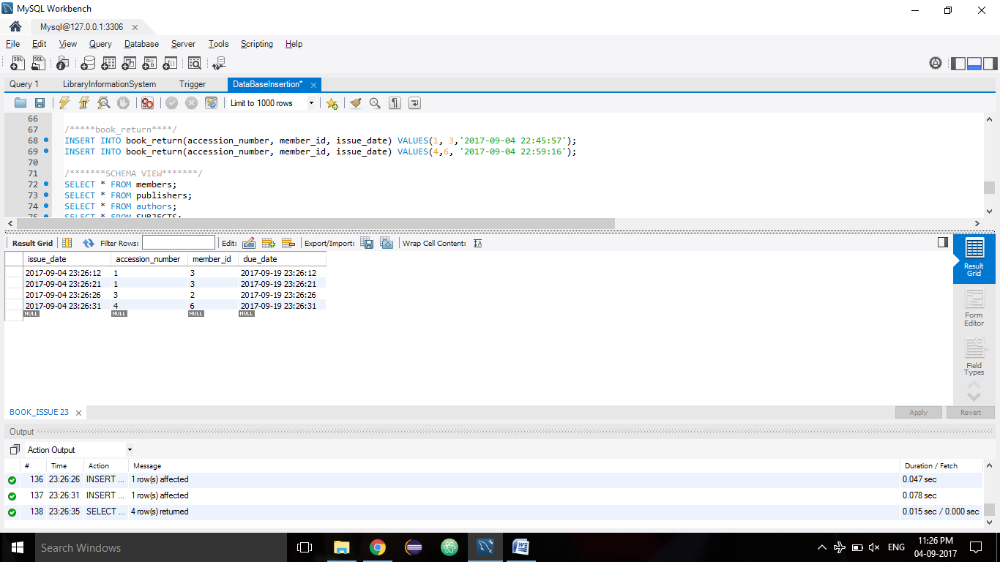 MySQL Workbench
Mysql@127.0.0.1:3306
File Edit View Query Database Server Tools Scripting Help
Query 1 LibraryInformationSystem Trigger DataBaseInsertion*
Limit to 1000 rows
66
67 /*****book_return****/
68 INSERT INTO book_return(accession_number, member_id, issue_date) VALUES(1, 3,'2017-09-04 22:45:57');
69 INSERT INTO book_return(accession_number, member_id, issue_date) VALUES(4,6, '2017-09-04 22:59:16');
70
71 /*******SCHEMA VIEW*******/
72 SELECT * FROM members;
73 SELECT * FROM publishers;
74 SELECT * FROM authors;
75 SELECT * FROM SUBJECTS;
Result Grid Filter Rows: Edit: Export/Import: Wrap Cell Content:
issue_date accession_number member_id due_date
2017-09-04 23:26:12 1 3 2017-09-19 23:26:12
2017-09-04 23:26:21 1 3 2017-09-19 23:26:21
2017-09-04 23:26:26 3 2 2017-09-19 23:26:26
2017-09-04 23:26:31 4 6 2017-09-19 23:26:31
NULL NULL NULL NULL
Result
Grid
Form
Editor
Field
Types
BOOK_ISSUE 23
Apply Revert
Output
Action Output
# Time Action Message Duration / Fetch
136 23:26:26 INSERT ... 1 row(s) affected 0.047 sec
137 23:26:31 INSERT ... 1 row(s) affected 0.078 sec
138 23:26:35 SELECT ... 4 row(s) returned 0.015 sec / 0.000 sec
Search Windows
ENG
11:26 PM
04-09-2017